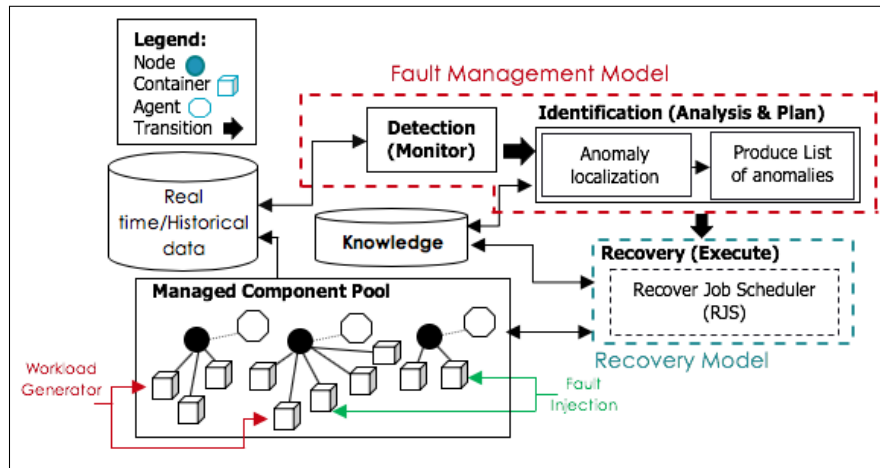 Legend:
Node
Container
Agent
Transition
Fault Management Model
Detection
(Monitor)
Identification (Analysis & Plan)
Anomaly
localization
Produce List
of anomalies
Real
time/Historical
data
Knowledge
Recovery (Execute)
Recover Job Scheduler
(RJS)
Recovery Model
Managed Component Pool
Workload
Generator
Fault
Injection